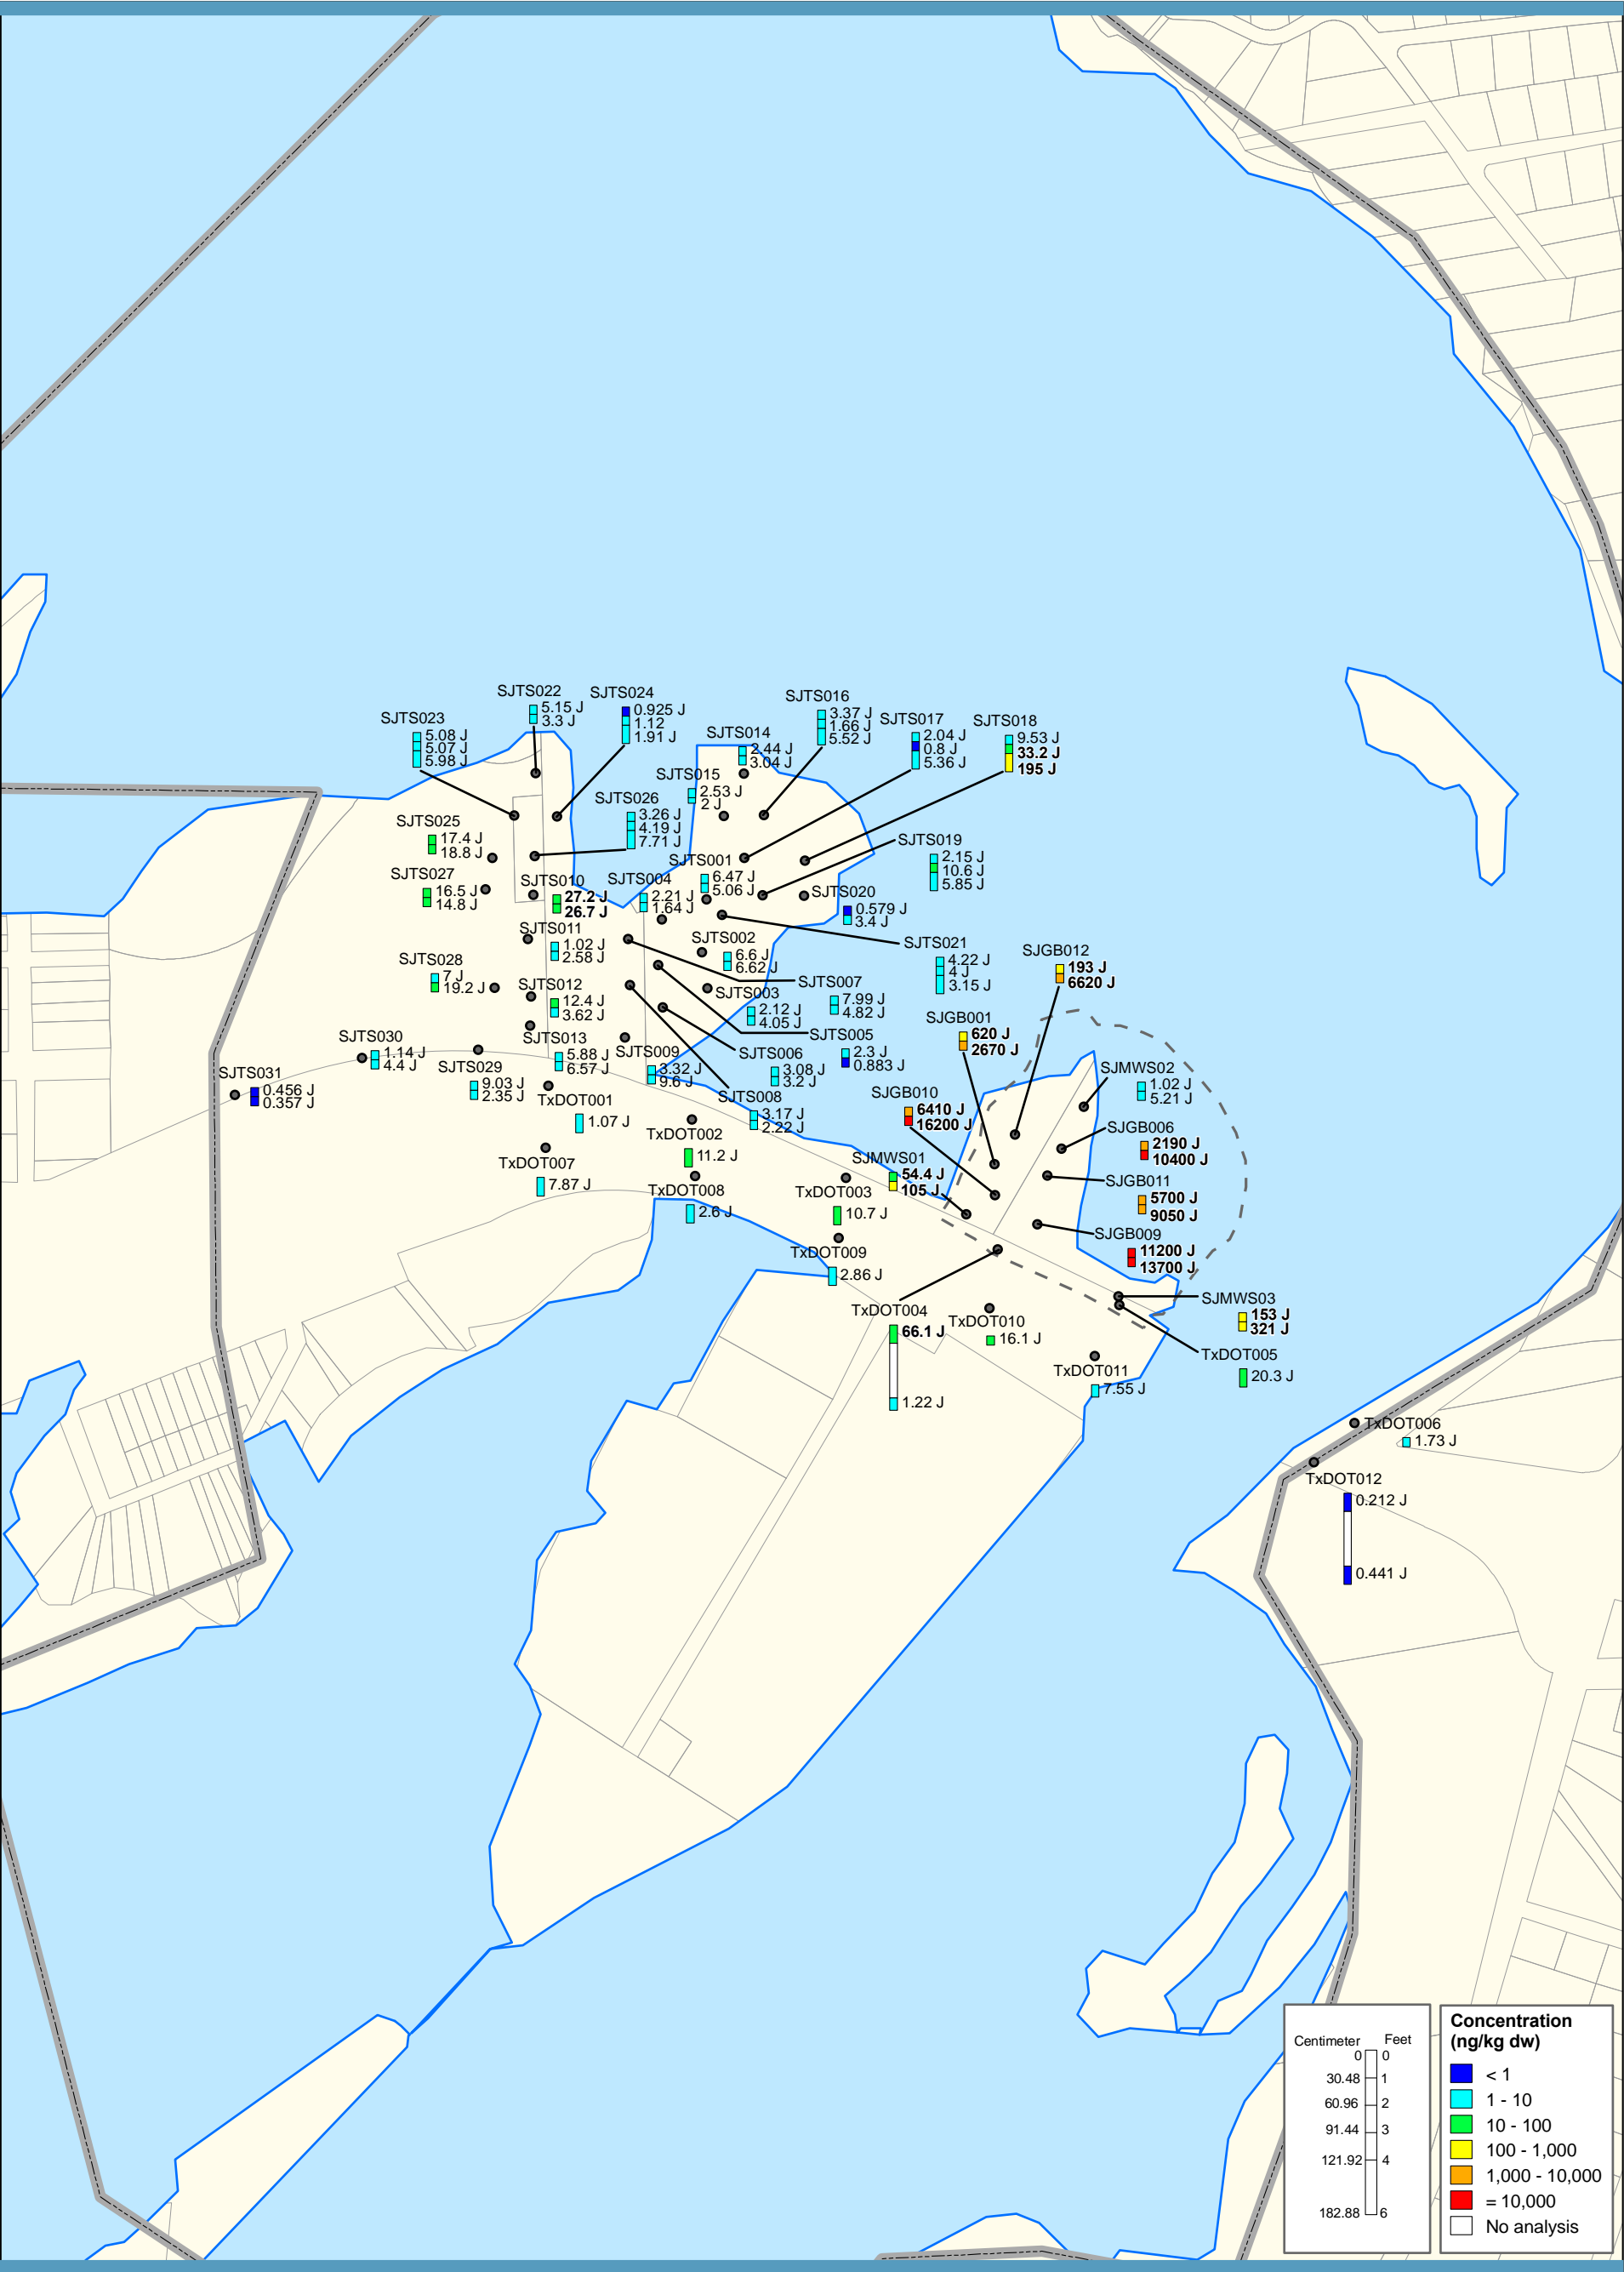 SJTS022
5.15 J
3.3 J
SJTS024
0.925 J
1.12
1.91 J
SJTS023
5.08 J
5.07 J
5.98 J
SJTS016
3.37 J
1.66 J
5.52 J
SJTS014
2.44 J
3.04 J
SJTS017
2.04 J
0.8 J
5.36 J
SJTS018
9.53 J
33.2 J
195 J
SJTS015
2.53 J
2 J
SJTS026
3.26 J
4.19 J
7.71 J
SJTS025
17.4 J
18.8 J
SJTS019
2.15 J
10.6 J
5.85 J
SJTS001
6.47 J
5.06 J
SJTS027
16.5 J
14.8 J
SJTS010
27.2 J
26.7 J
SJTS004
2.21 J
1.64 J
SJTS020
0.579 J
3.4 J
SJTS011
1.02 J
2.58 J
SJTS002
6.6 J
6.62 J
SJTS021
4.22 J
4 J
3.15 J
SJGB012
193 J
6620 J
SJTS028
7 J
19.2 J
SJTS012
12.4 J
3.62 J
SJTS007
7.99 J
4.82 J
SJTS003
2.12 J
4.05 J
SJGB001
620 J
2670 J
SJTS005
2.3 J
0.883 J
SJTS030
1.14 J
4.4 J
SJTS013
5.88 J
6.57 J
SJTS009
3.32 J
9.6 J
SJTS006
3.08 J
3.2 J
SJTS029
9.03 J
2.35 J
SJTS031
0.456 J
0.357 J
SJMWS02
1.02 J
5.21 J
SJGB010
6410 J
16200 J
SJTS008
3.17 J
2.22 J
TxDOT001
1.07 J
SJGB006
2190 J
10400 J
TxDOT002
11.2 J
TxDOT007
7.87 J
SJMWS01
54.4 J
105 J
SJGB011
5700 J
9050 J
TxDOT008
2.6 J
TxDOT003
10.7 J
SJGB009
11200 J
13700 J
TxDOT009
2.86 J
SJMWS03
153 J
321 J
TxDOT004
66.1 J
1.22 J
TxDOT010
16.1 J
TxDOT005
20.3 J
TxDOT011
7.55 J
TxDOT006
1.73 J
TxDOT012
0.212 J
0.441 J
Centimeter Feet
0 0
30.48 1
60.96 2
91.44 3
121.92 4
182.88 6
Concentration
(ng/kg dw)
< 1
1 - 10
10 - 100
100 - 1,000
1,000 - 10,000
= 10,000
No analysis